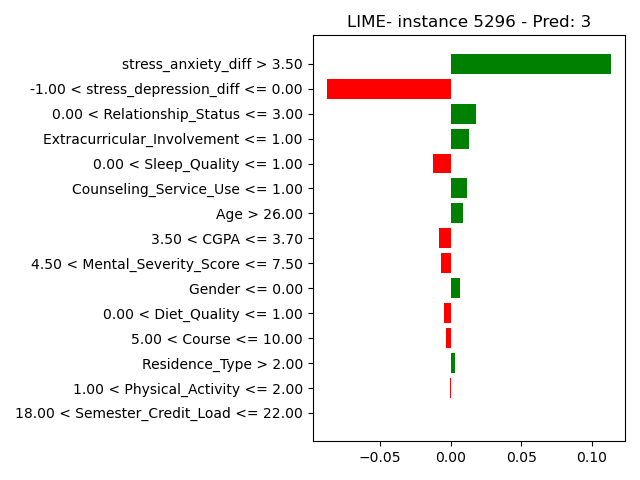 LIME- instance 5296 - Pred: 3
stress_anxiety_diff > 3.50
-1.00 < stress_depression_diff <= 0.00
0.00 < Relationship_Status <= 3.00
Extracurricular_Involvement <= 1.00
0.00 < Sleep_Quality <= 1.00
Counseling_Service_Use <= 1.00
Age > 26.00
3.50 < CGPA <= 3.70
4.50 < Mental_Severity_Score <= 7.50
Gender <= 0.00
0.00 < Diet_Quality <= 1.00
5.00 < Course <= 10.00
Residence_Type > 2.00
1.00 < Physical_Activity <= 2.00
18.00 < Semester_Credit_Load <= 22.00
−0.05 0.00 0.05 0.10